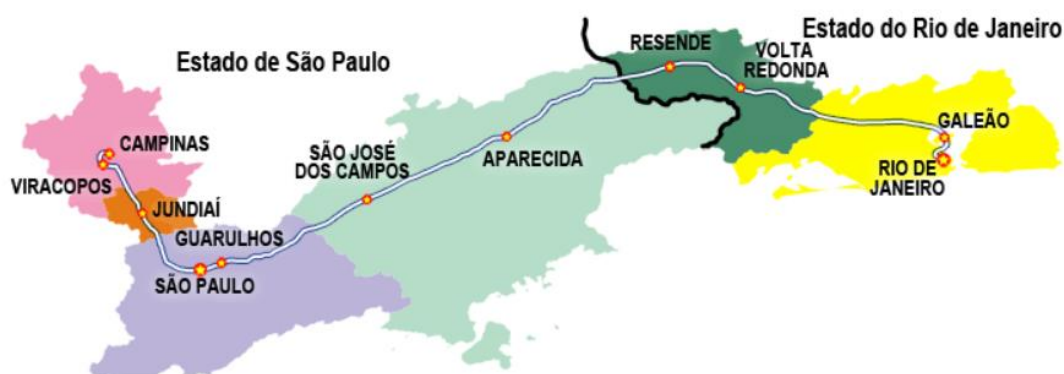 Estado de São Paulo
Estado do Rio de Janeiro
RESENDE
VOLTA
REDONDA
CAMPINAS
VIRACOPOS
JUNDIAÍ
GUARULHOS
SÃO PAULO
SÃO JOSÉ
DOS CAMPOS
APARECIDA
GALEÃO
RIO DE
JANEIRO